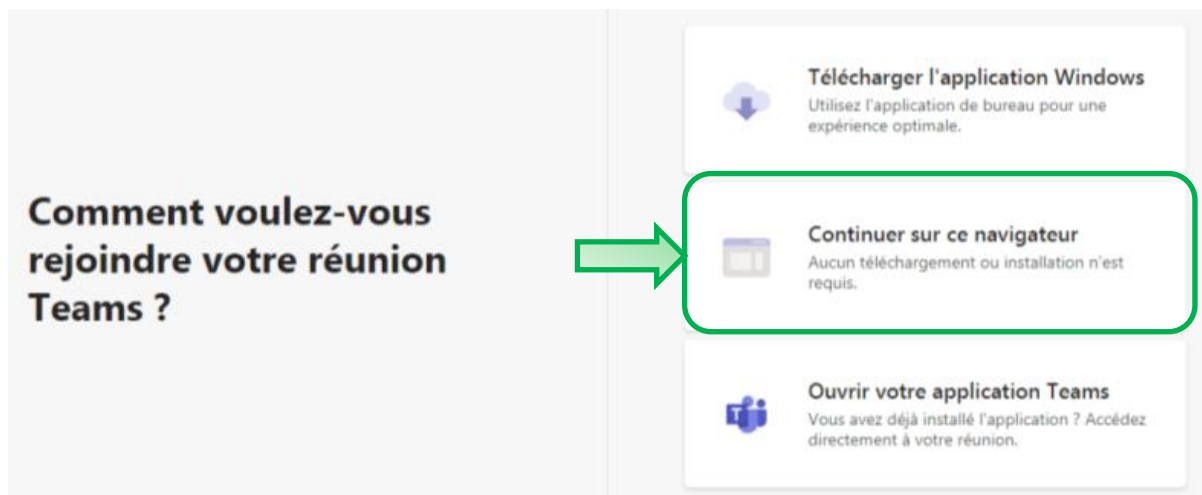 Comment voulez-vous
rejoindre votre réunion
Teams ?
Télécharger l'application Windows
Utilisez l'application de bureau pour une
expérience optimale.
Continuer sur ce navigateur
Aucun téléchargement ou installation n'est
requis.
Ouvrir votre application Teams
Vous avez déjà installé l'application ? Accédez
directement à votre réunion.